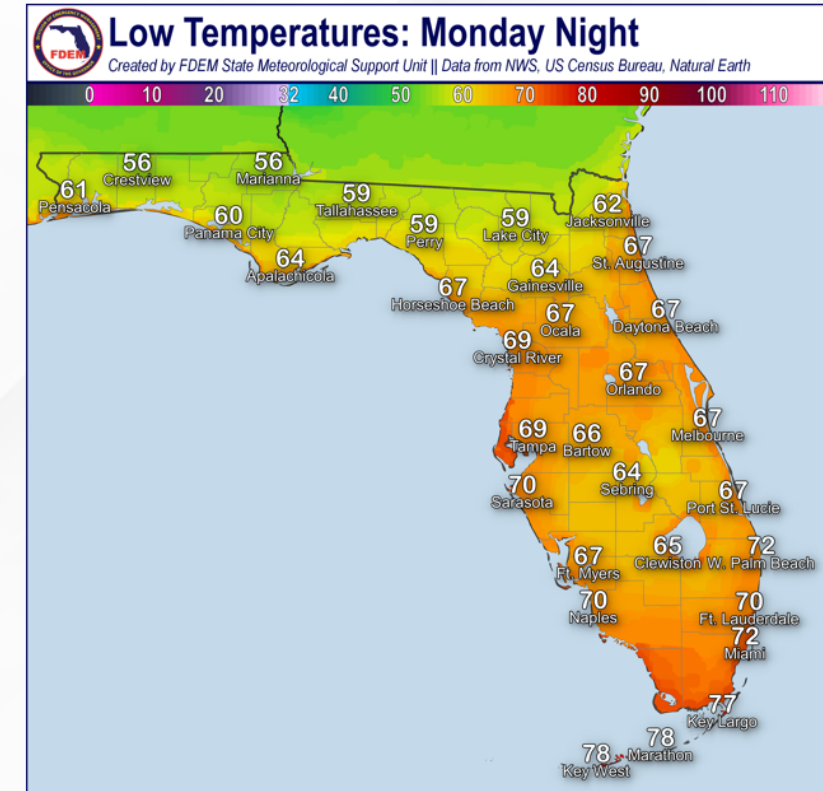 FDEM
Low Temperatures: Monday Night
Created by FDEM State Meteorological Support Unit || Data from NWS, US Census Bureau, Natural Earth
0 10 20 32 40 50 60 70 80 90 100 110
56
Crestview
56
Marianna
61
Pensacola
59
Tallahassee
60
Panama City
59
Perry
59
Lake City
62
Jacksonville
64
Apalachicola
67
St. Augustine
64
Gainesville
67
Horseshoe Beach
67
Ocala
67
Daytona Beach
69
Crystal River
67
Orlando
67
Melbourne
69
Tampa
66
Bartow
64
Sebring
70
Sarasota
67
Port St. Lucie
67
Ft. Myers
65
Clewiston
72
W. Palm Beach
70
Naples
70
Ft. Lauderdale
72
Miami
77
Key Largo
78
Marathon
78
Key West